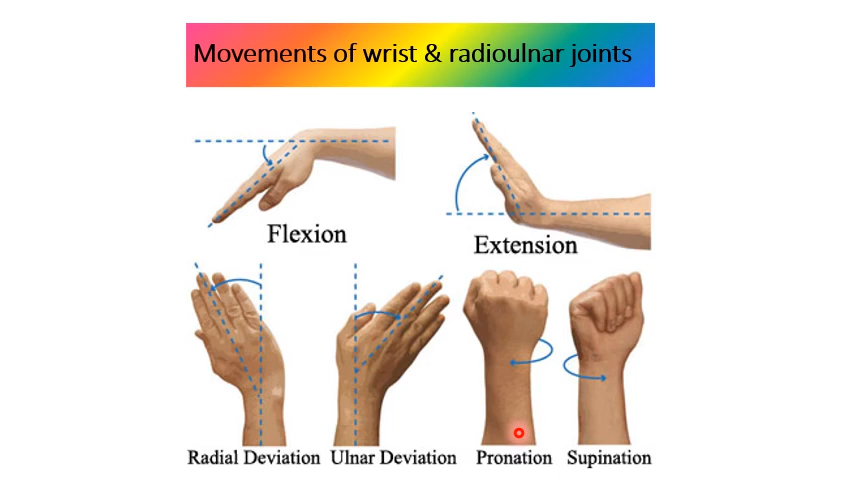 Movements of wrist & radioulnar joints
Flexion
Extension
Radial Deviation
Ulnar Deviation
Pronation
Supination